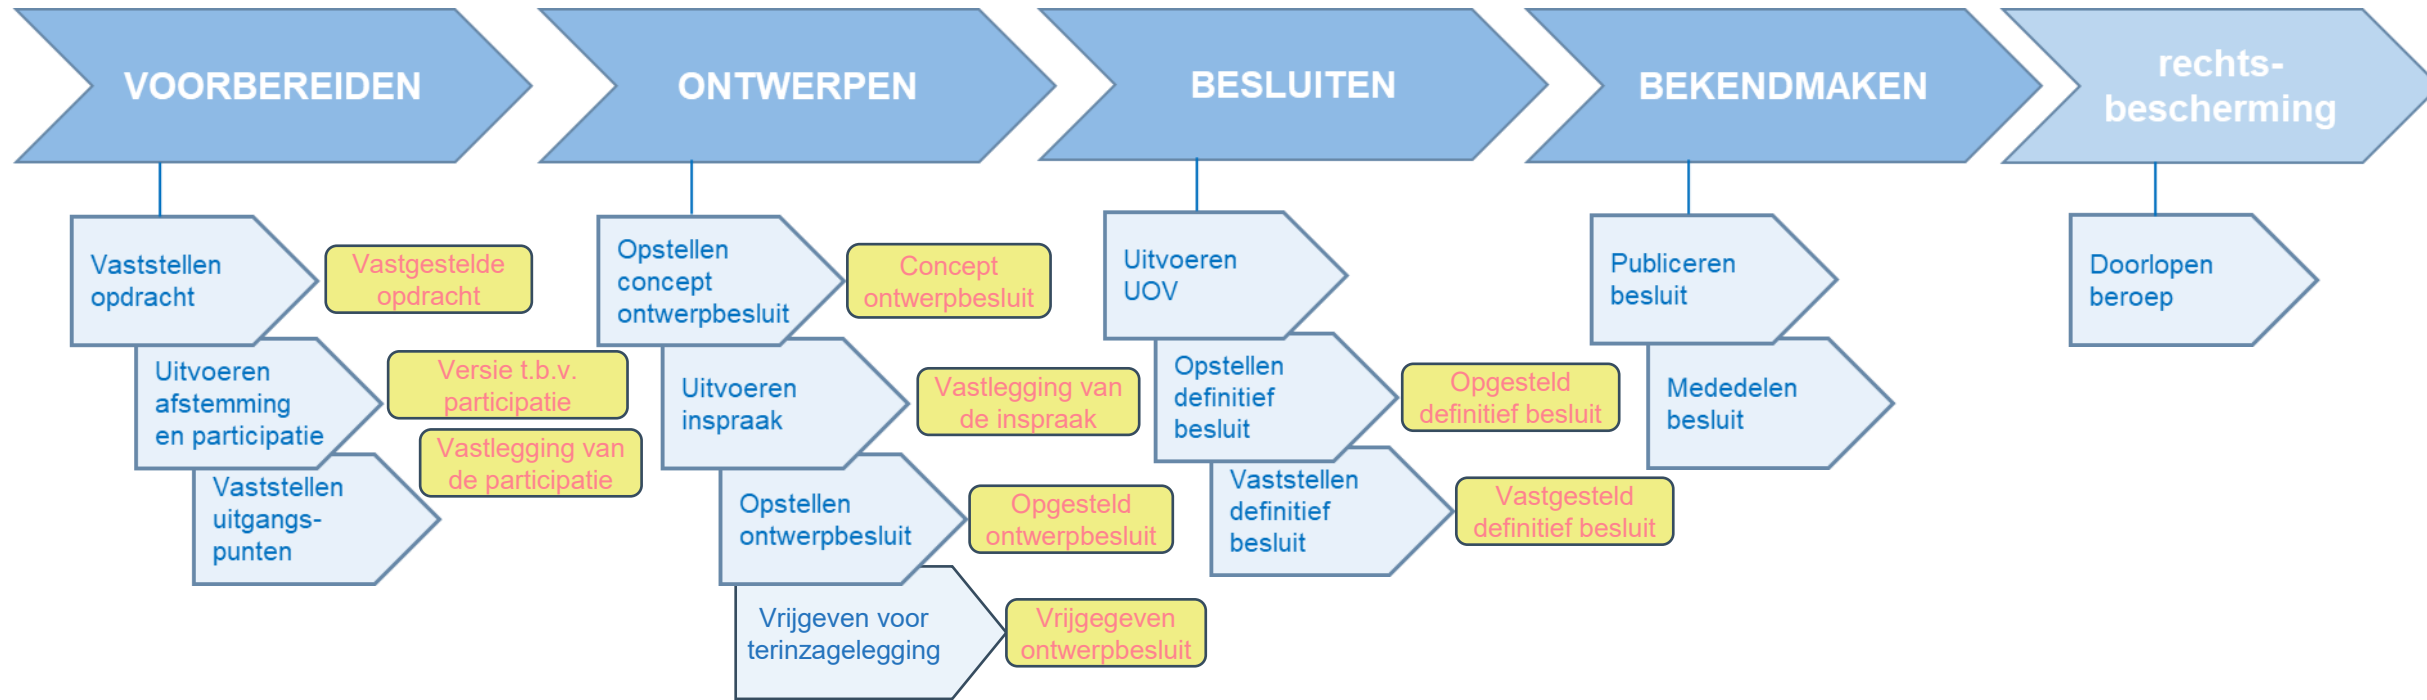 VOORBEREIDEN
ONTWERPEN
BESLUITEN
BEKENDMAKEN
rechts-
bescherming
Vaststellen
opdracht
Vastgestelde
opdracht
Uitvoeren
afstemming
en participatie
Versie t.b.v.
participatie
Vastlegging van
de participatie
Vaststellen
uitgangs-
punten
Opstellen
concept
ontwerpbesluit
Concept
ontwerpbesluit
Uitvoeren
inspraak
Vastlegging van
de inspraak
Opstellen
ontwerpbesluit
Opgesteld
ontwerpbesluit
Vrijgeven voor
terinzagelegging
Vrijgegeven
ontwerpbesluit
Uitvoeren
UOV
Opstellen
definitief
besluit
Opgesteld
definitief besluit
Vaststellen
definitief
besluit
Vastgesteld
definitief besluit
Publiceren
besluit
Mededelen
besluit
Doorlopen
beroep